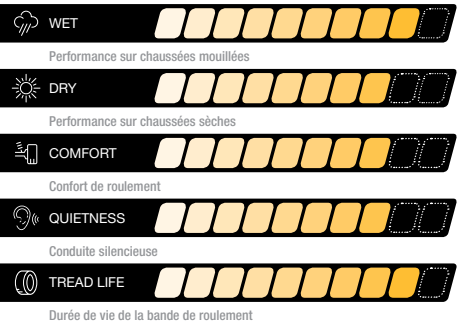 WET
Performance sur chaussées mouillées
DRY
Performance sur chaussées sèches
COMFORT
Confort de roulement
QUIETNESS
Conduite silencieuse
TREAD LIFE
Durée de vie de la bande de roulement